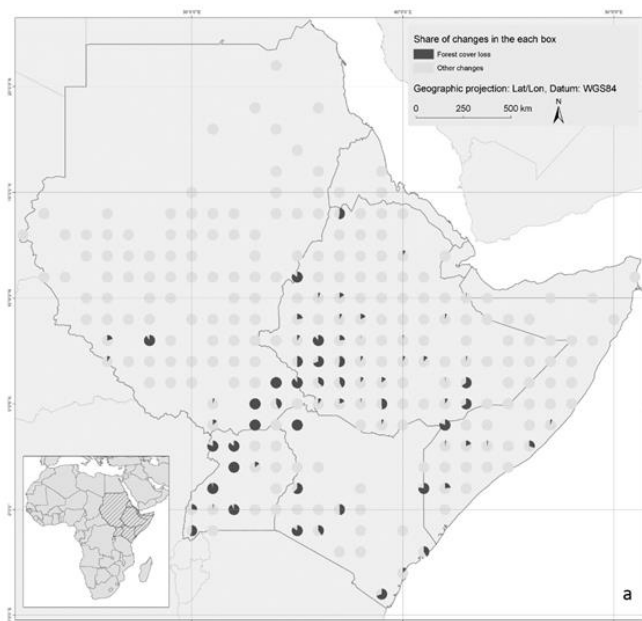 Share of changes in the each box
Forest cover loss
Other changes
Geographic projection: Lat/Lon, Datum: WGS84
N
0 250 500 km
a